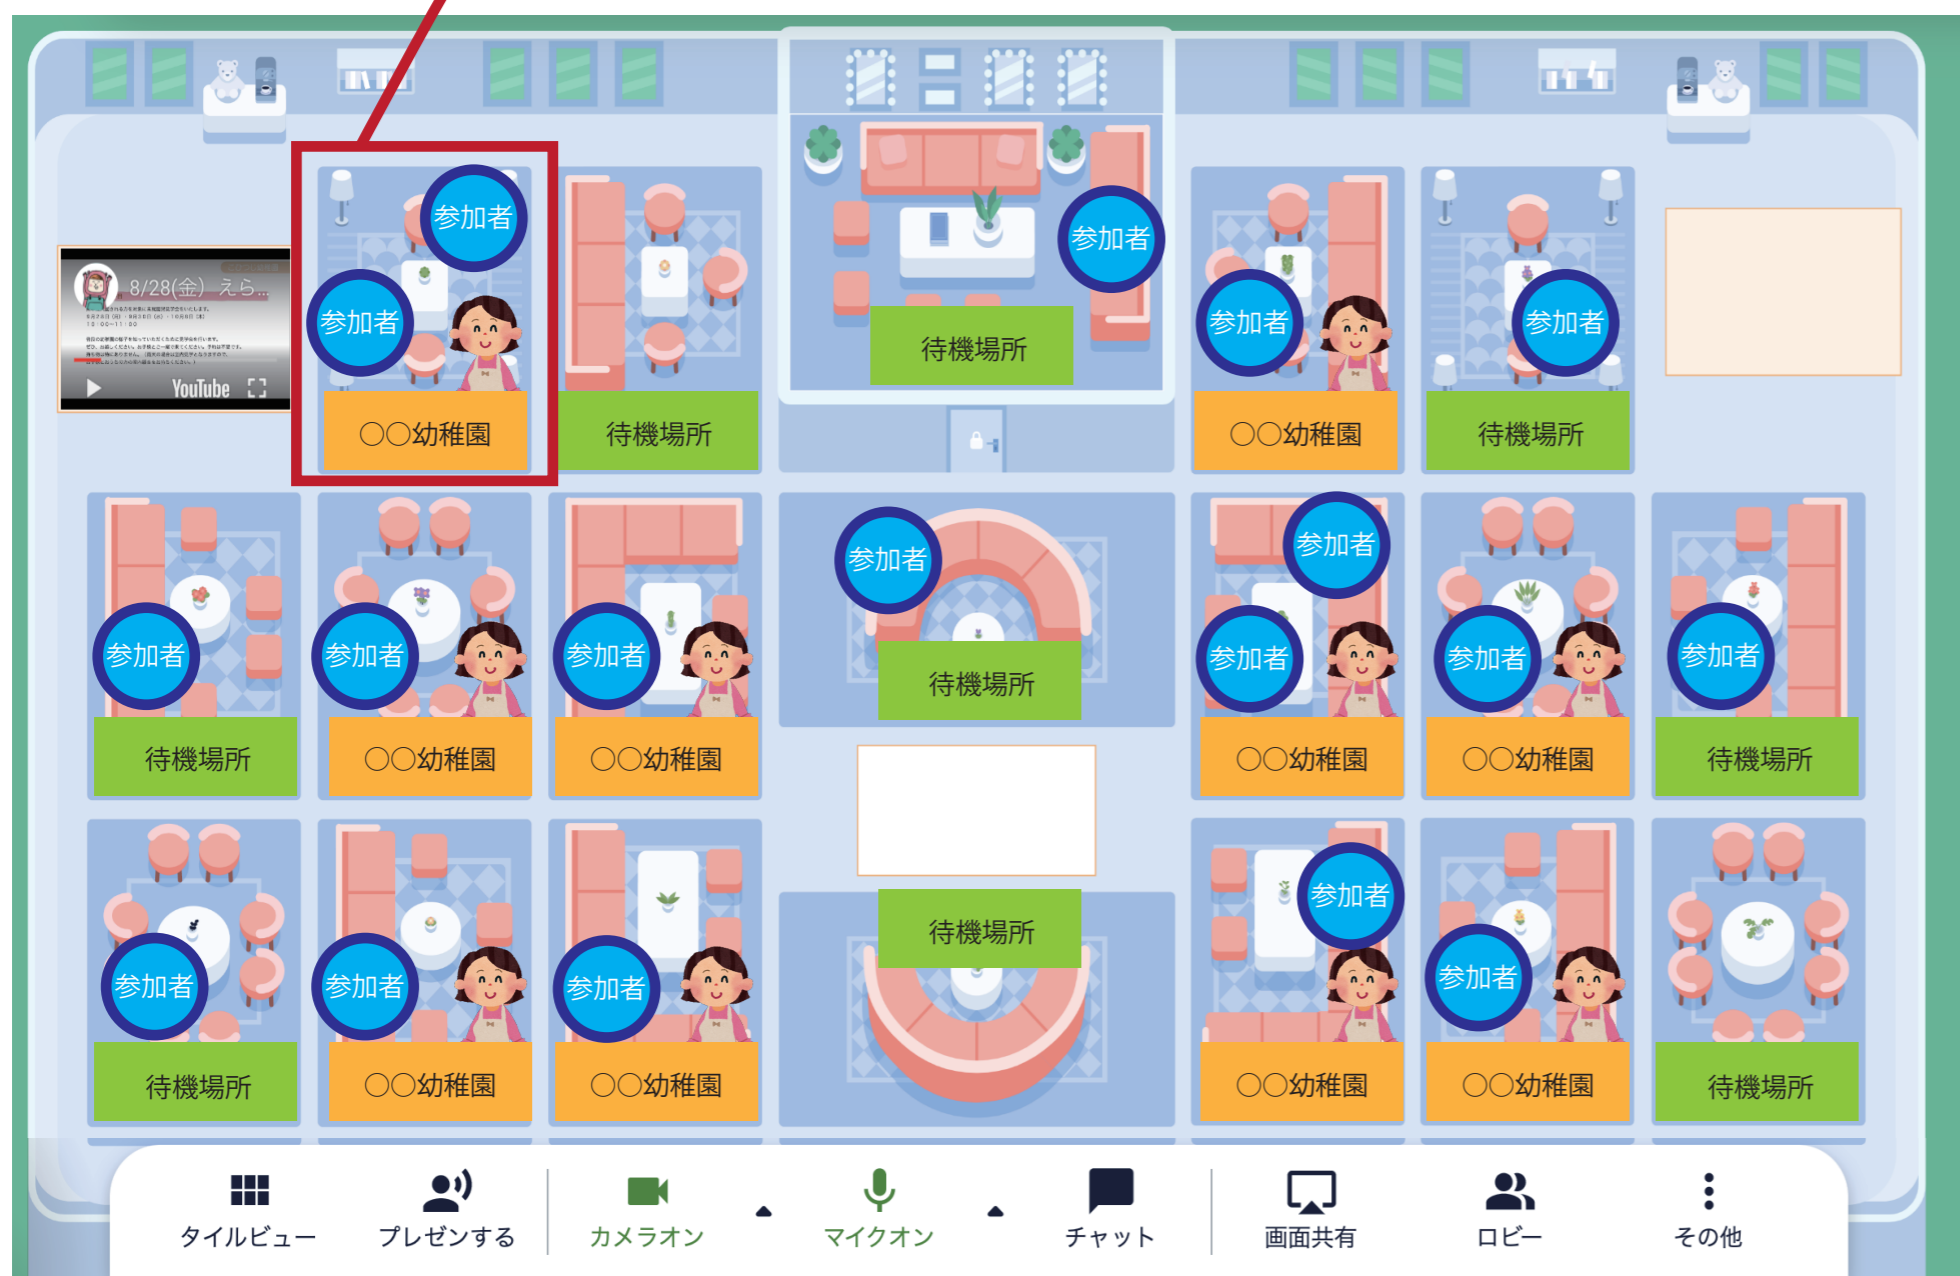 参加者
参加者
○○幼稚園
待機場所
参加者
待機場所
参加者
○○幼稚園
参加者
待機場所
8/28(金) えら...
10:00〜11:00
YouTube
参加者
待機場所
参加者
○○幼稚園
参加者
○○幼稚園
参加者
待機場所
参加者
参加者
○○幼稚園
参加者
○○幼稚園
参加者
待機場所
参加者
待機場所
参加者
○○幼稚園
参加者
○○幼稚園
待機場所
参加者
○○幼稚園
参加者
○○幼稚園
待機場所
タイルビュー
プレゼンする
カメラオン
マイクオン
チャット
画面共有
ロビー
その他